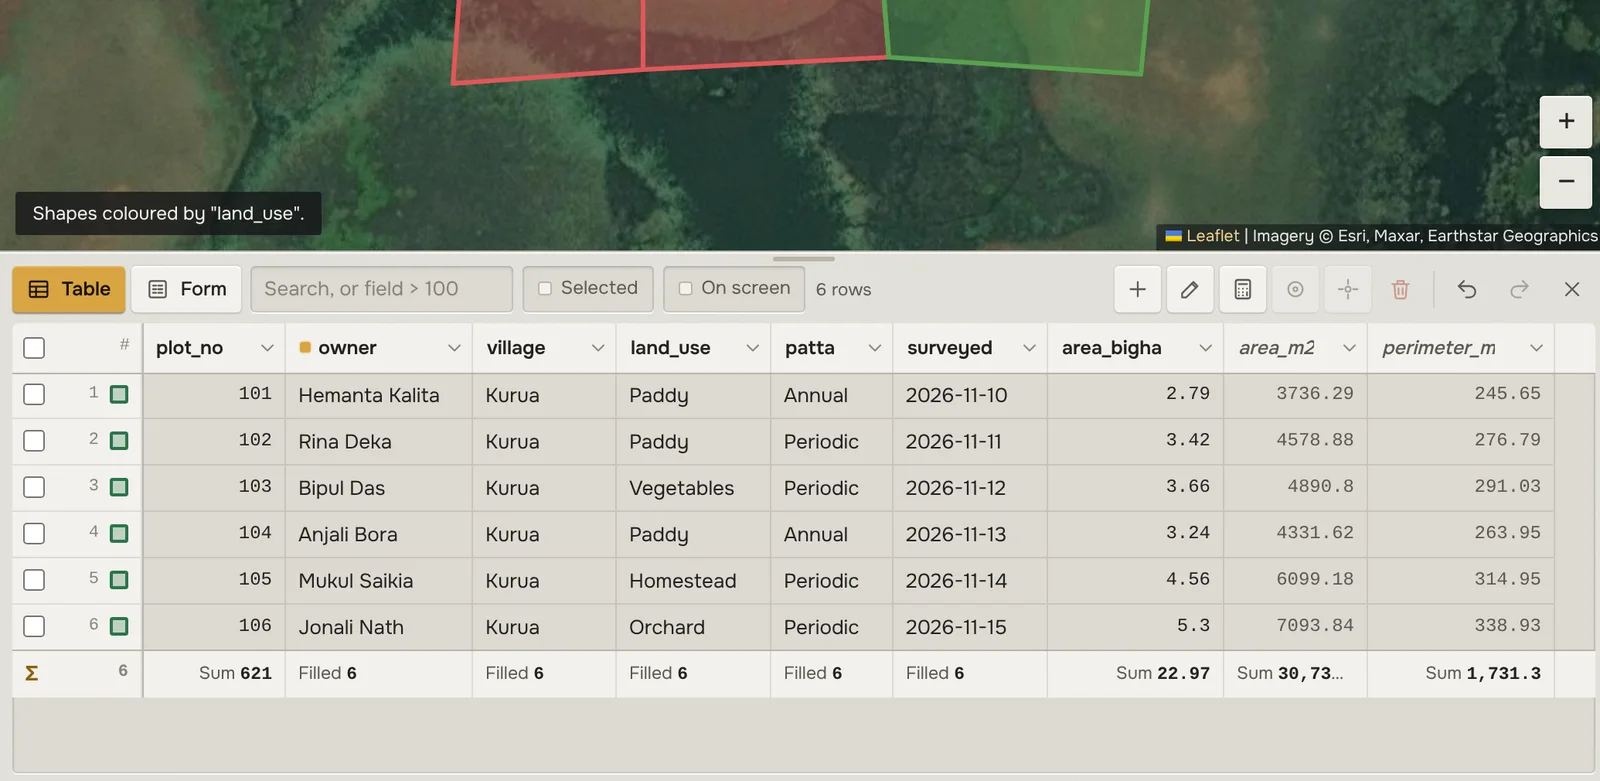 +
−
Shapes coloured by "land_use".
Leaflet | Imagery © Esri, Maxar, Earthstar Geographics
Table Form Search, or field > 100 Selected On screen 6 rows
# plot_no owner village land_use patta surveyed area_bigha area_m2 perimeter_m
1 101 Hemanta Kalita Kurua Paddy Annual 2026-11-10 2.79 3736.29 245.65
2 102 Rina Deka Kurua Paddy Periodic 2026-11-11 3.42 4578.88 276.79
3 103 Bipul Das Kurua Vegetables Periodic 2026-11-12 3.66 4890.8 291.03
4 104 Anjali Bora Kurua Paddy Annual 2026-11-13 3.24 4331.62 263.95
5 105 Mukul Saikia Kurua Homestead Periodic 2026-11-14 4.56 6099.18 314.95
6 106 Jonali Nath Kurua Orchard Periodic 2026-11-15 5.3 7093.84 338.93
Σ 6 Sum 621 Filled 6 Filled 6 Filled 6 Filled 6 Filled 6 Sum 22.97 Sum 30,73... Sum 1,731.3